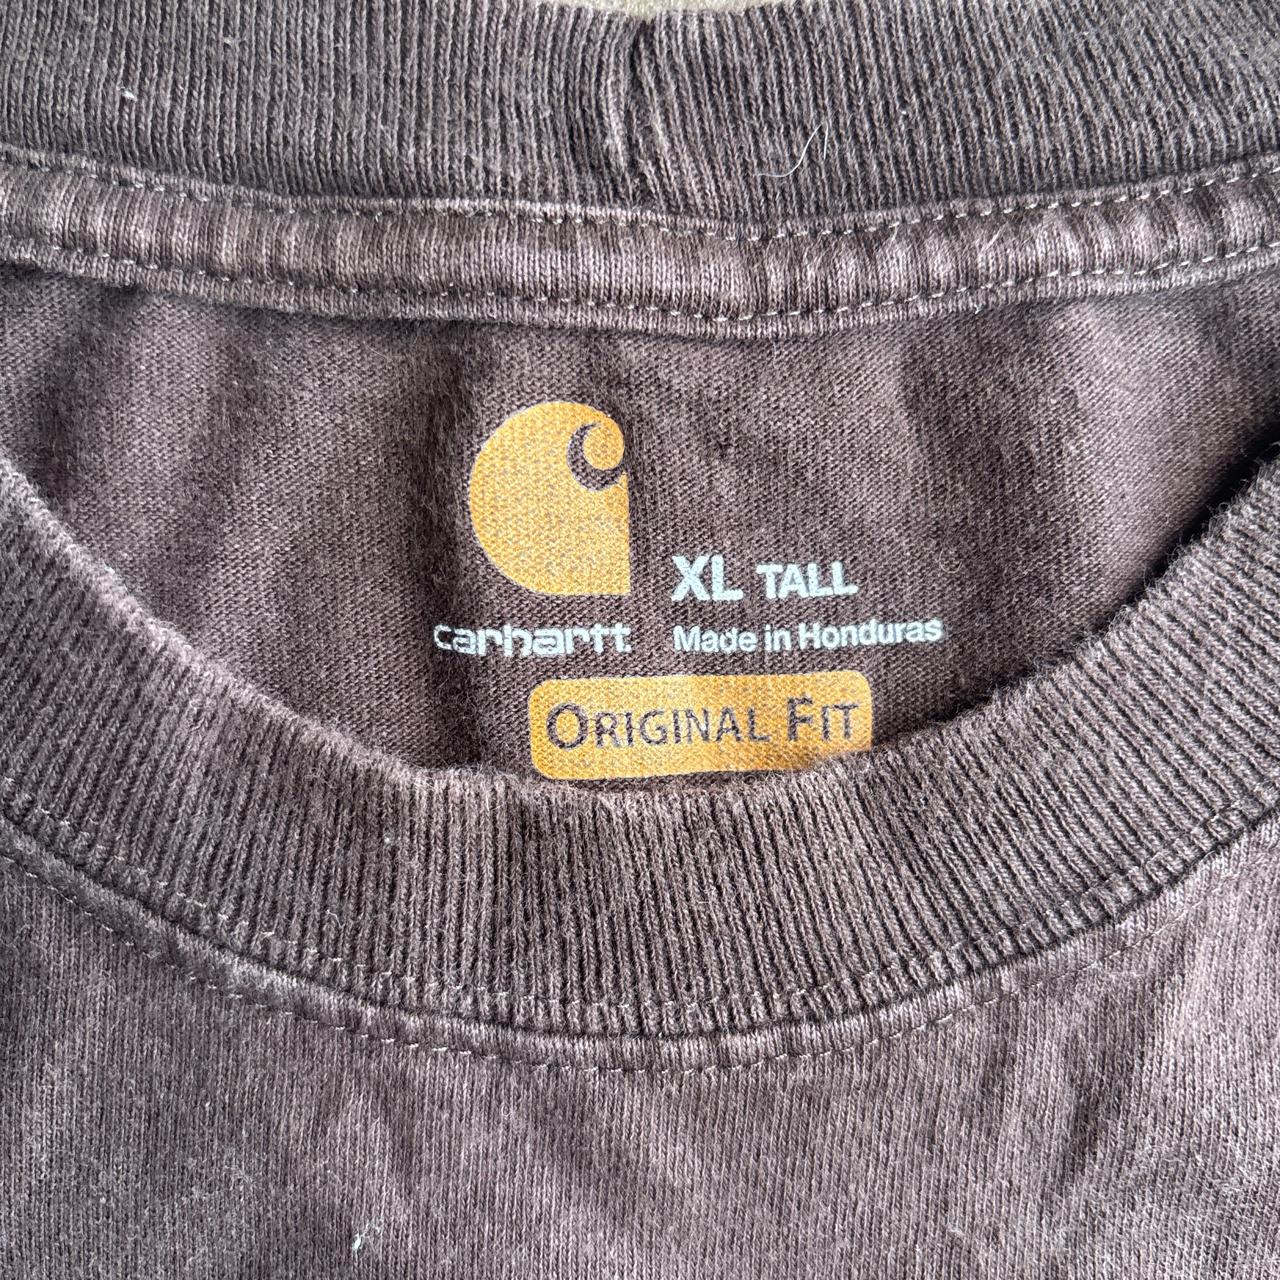 XL TALL
carhartt
Made in Honduras
ORIGINAL FIT